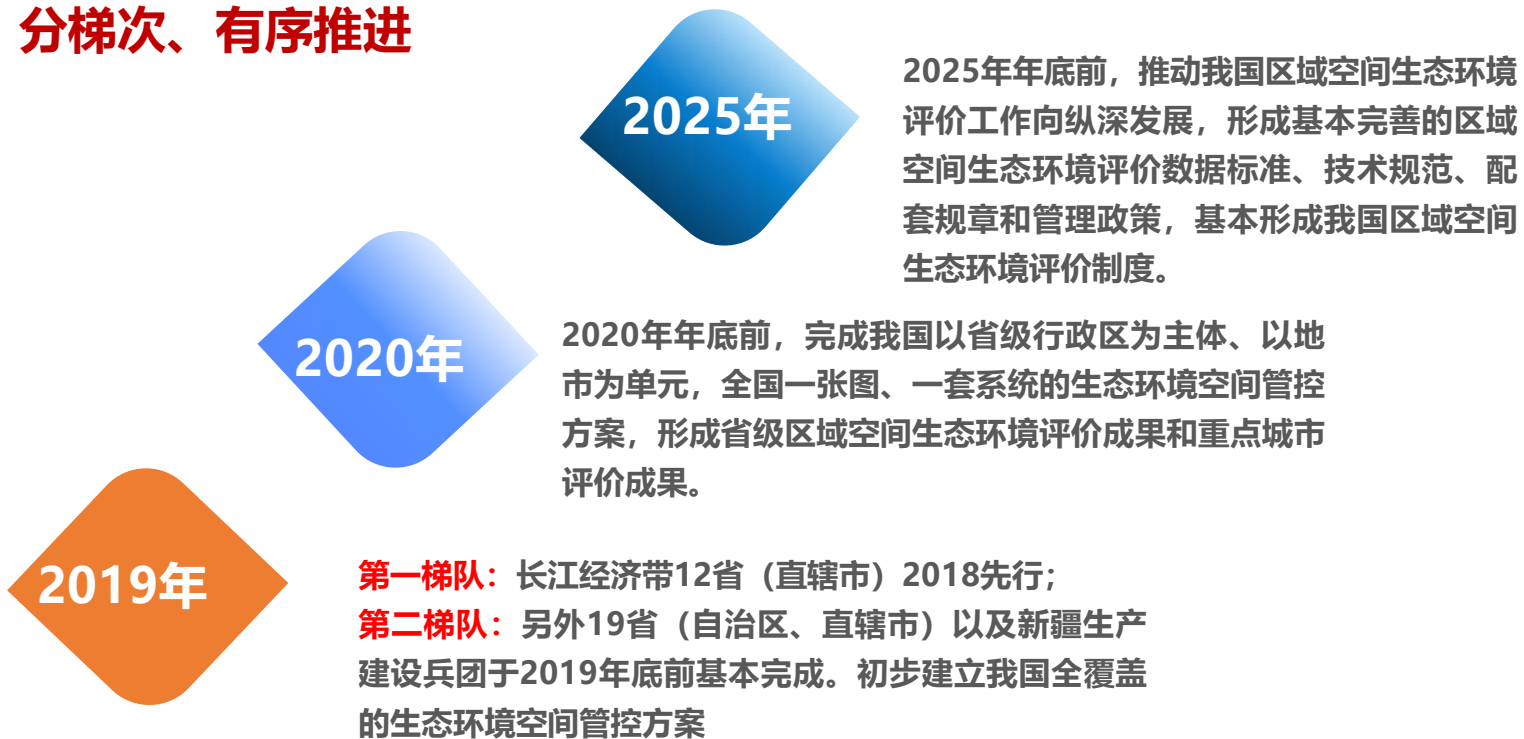 分梯次、有序推进
2025年
2025年年底前，推动我国区域空间生态环境
评价工作向纵深发展，形成基本完善的区域
空间生态环境评价数据标准、技术规范、配
套规章和管理政策，基本形成我国区域空间
生态环境评价制度。
2020年
2020年年底前，完成我国以省级行政区为主体、以地
市为单元，全国一张图、一套系统的生态环境空间管控
方案，形成省级区域空间生态环境评价成果和重点城市
评价成果。
2019年
第一梯队：长江经济带12省（直辖市）2018先行；
第二梯队：另外19省（自治区、直辖市）以及新疆生产
建设兵团于2019年底前基本完成。初步建立我国全覆盖
的生态环境空间管控方案